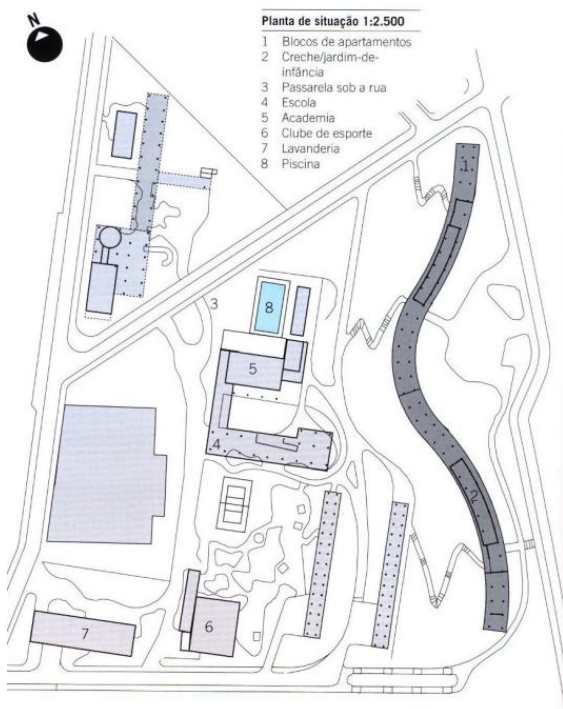 N
Planta de situação 1:2.500
1 Blocos de apartamentos
2 Creche/jardim-de-
infância
3 Passarela sob a rua
4 Escola
5 Academia
6 Clube de esporte
7 Lavanderia
8 Piscina
1
3
8
5
4
2
7
6
1